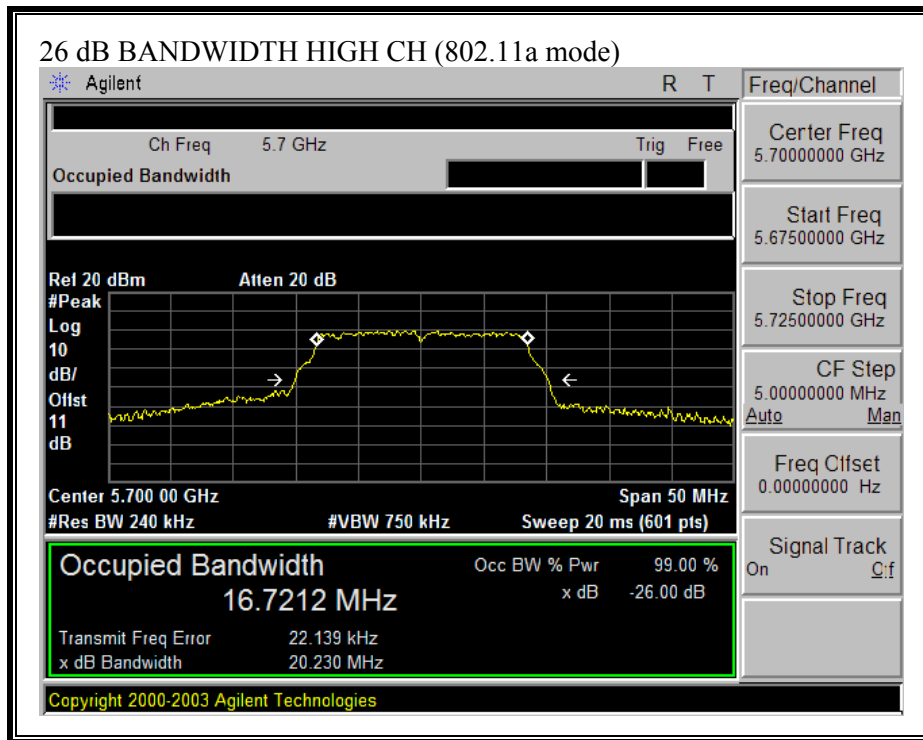 26 dB BANDWIDTH HIGH CH (802.11a mode)
Agilent R T
Freq/Channel
Ch Freq 5.7 GHz Trig Free
Occupied Bandwidth
Center Freq
5.70000000 GHz
Start Freq
5.67500000 GHz
Stop Freq
5.72500000 GHz
CF Step
5.00000000 MHz
Auto Man
Freq Offset
0.00000000 Hz
Signal Track
On Off
Ref 20 dBm Atten 20 dB
#Peak
Log
10
dB/
Offst
11
dB
Center 5.700 00 GHz Span 50 MHz
#Res BW 240 kHz #VBW 750 kHz Sweep 20 ms (601 pts)
Occupied Bandwidth
16.7212 MHz
Occ BW % Pwr 99.00 %
x dB -26.00 dB
Transmit Freq Error 22.139 kHz
x dB Bandwidth 20.230 MHz
Copyright 2000-2003 Agilent Technologies